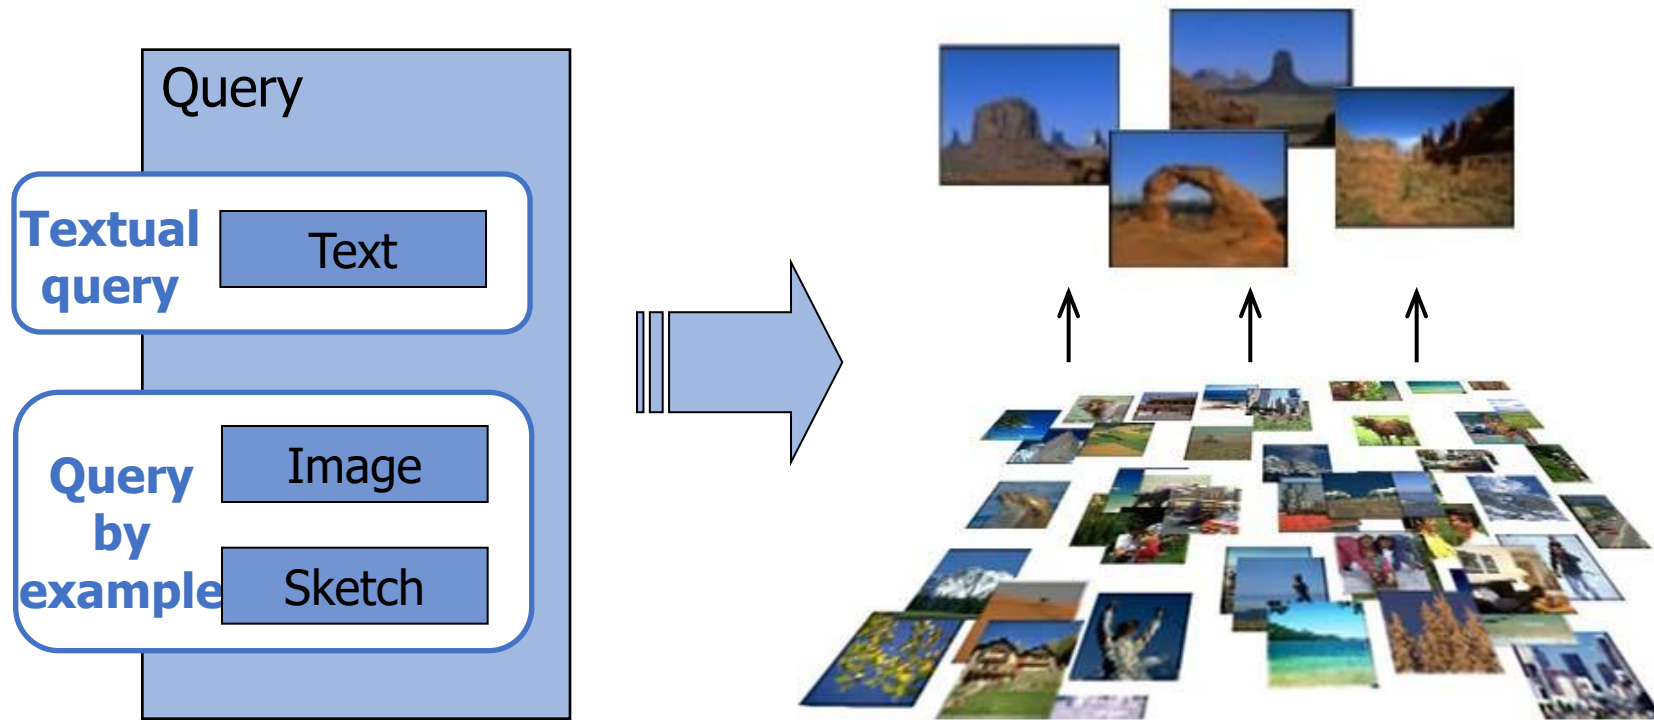 Query
Textual
query
Text
Query
by
example
Image
Sketch